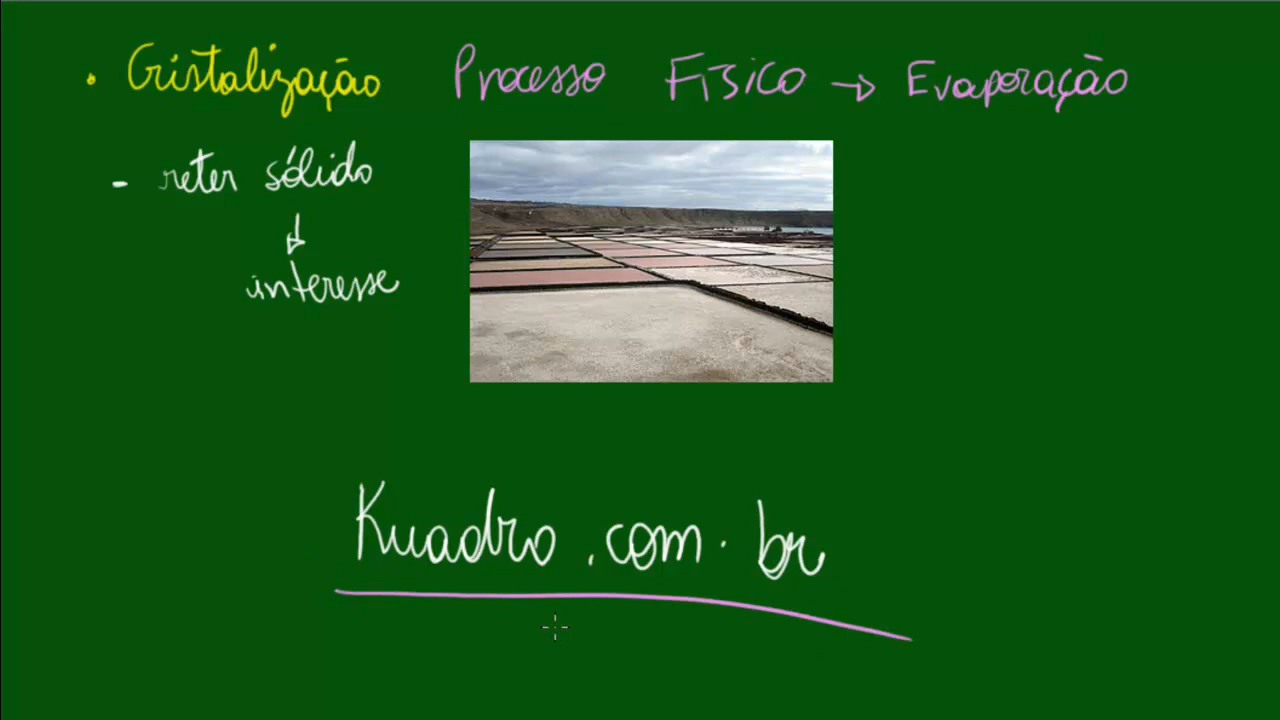 • Cristalização Processo Físico → Evaporação
- reter sólido
↓
interesse
Kuadro.com.br